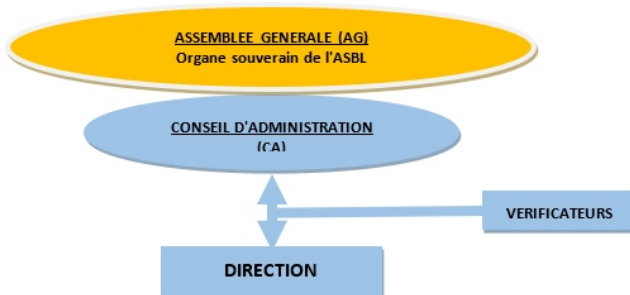 ASSEMBLEE GENERALE (AG)
Organe souverain de l'ASBL
CONSEIL D'ADMINISTRATION
(CA)
VERIFICATEURS
DIRECTION